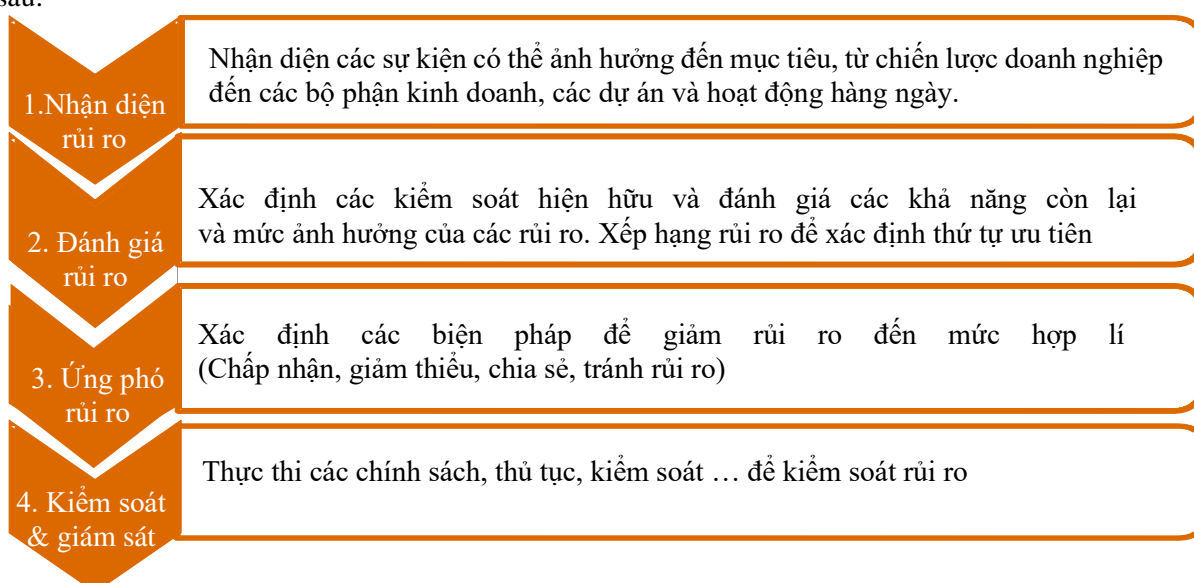 sau:
1.Nhận diện
rủi ro
Nhận diện các sự kiện có thể ảnh hưởng đến mục tiêu, từ chiến lược doanh nghiệp
đến các bộ phận kinh doanh, các dự án và hoạt động hàng ngày.
2. Đánh giá
rủi ro
Xác định các kiểm soát hiện hữu và đánh giá các khả năng còn lại
và mức ảnh hưởng của các rủi ro. Xếp hạng rủi ro để xác định thứ tự ưu tiên
3. Ứng phó
rủi ro
Xác định các biện pháp để giảm rủi ro đến mức hợp lí
(Chấp nhận, giảm thiểu, chia sẻ, tránh rủi ro)
4. Kiểm soát
& giám sát
Thực thi các chính sách, thủ tục, kiểm soát … để kiểm soát rủi ro